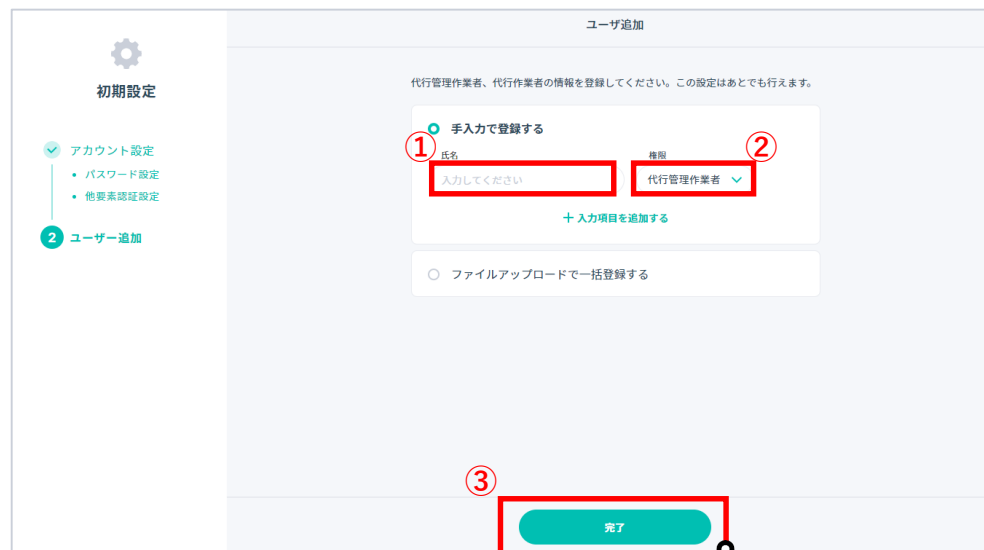 ユーザ追加
初期設定
代行管理作業者、代行作業者の情報を登録してください。この設定はあとでも行えます。
手入力で登録する
①
②
氏名
権限
入力してください
代行管理作業者
アカウント設定
• パスワード設定
• 他要素認証設定
2 ユーザー追加
+ 入力項目を追加する
ファイルアップロードで一括登録する
③
完了